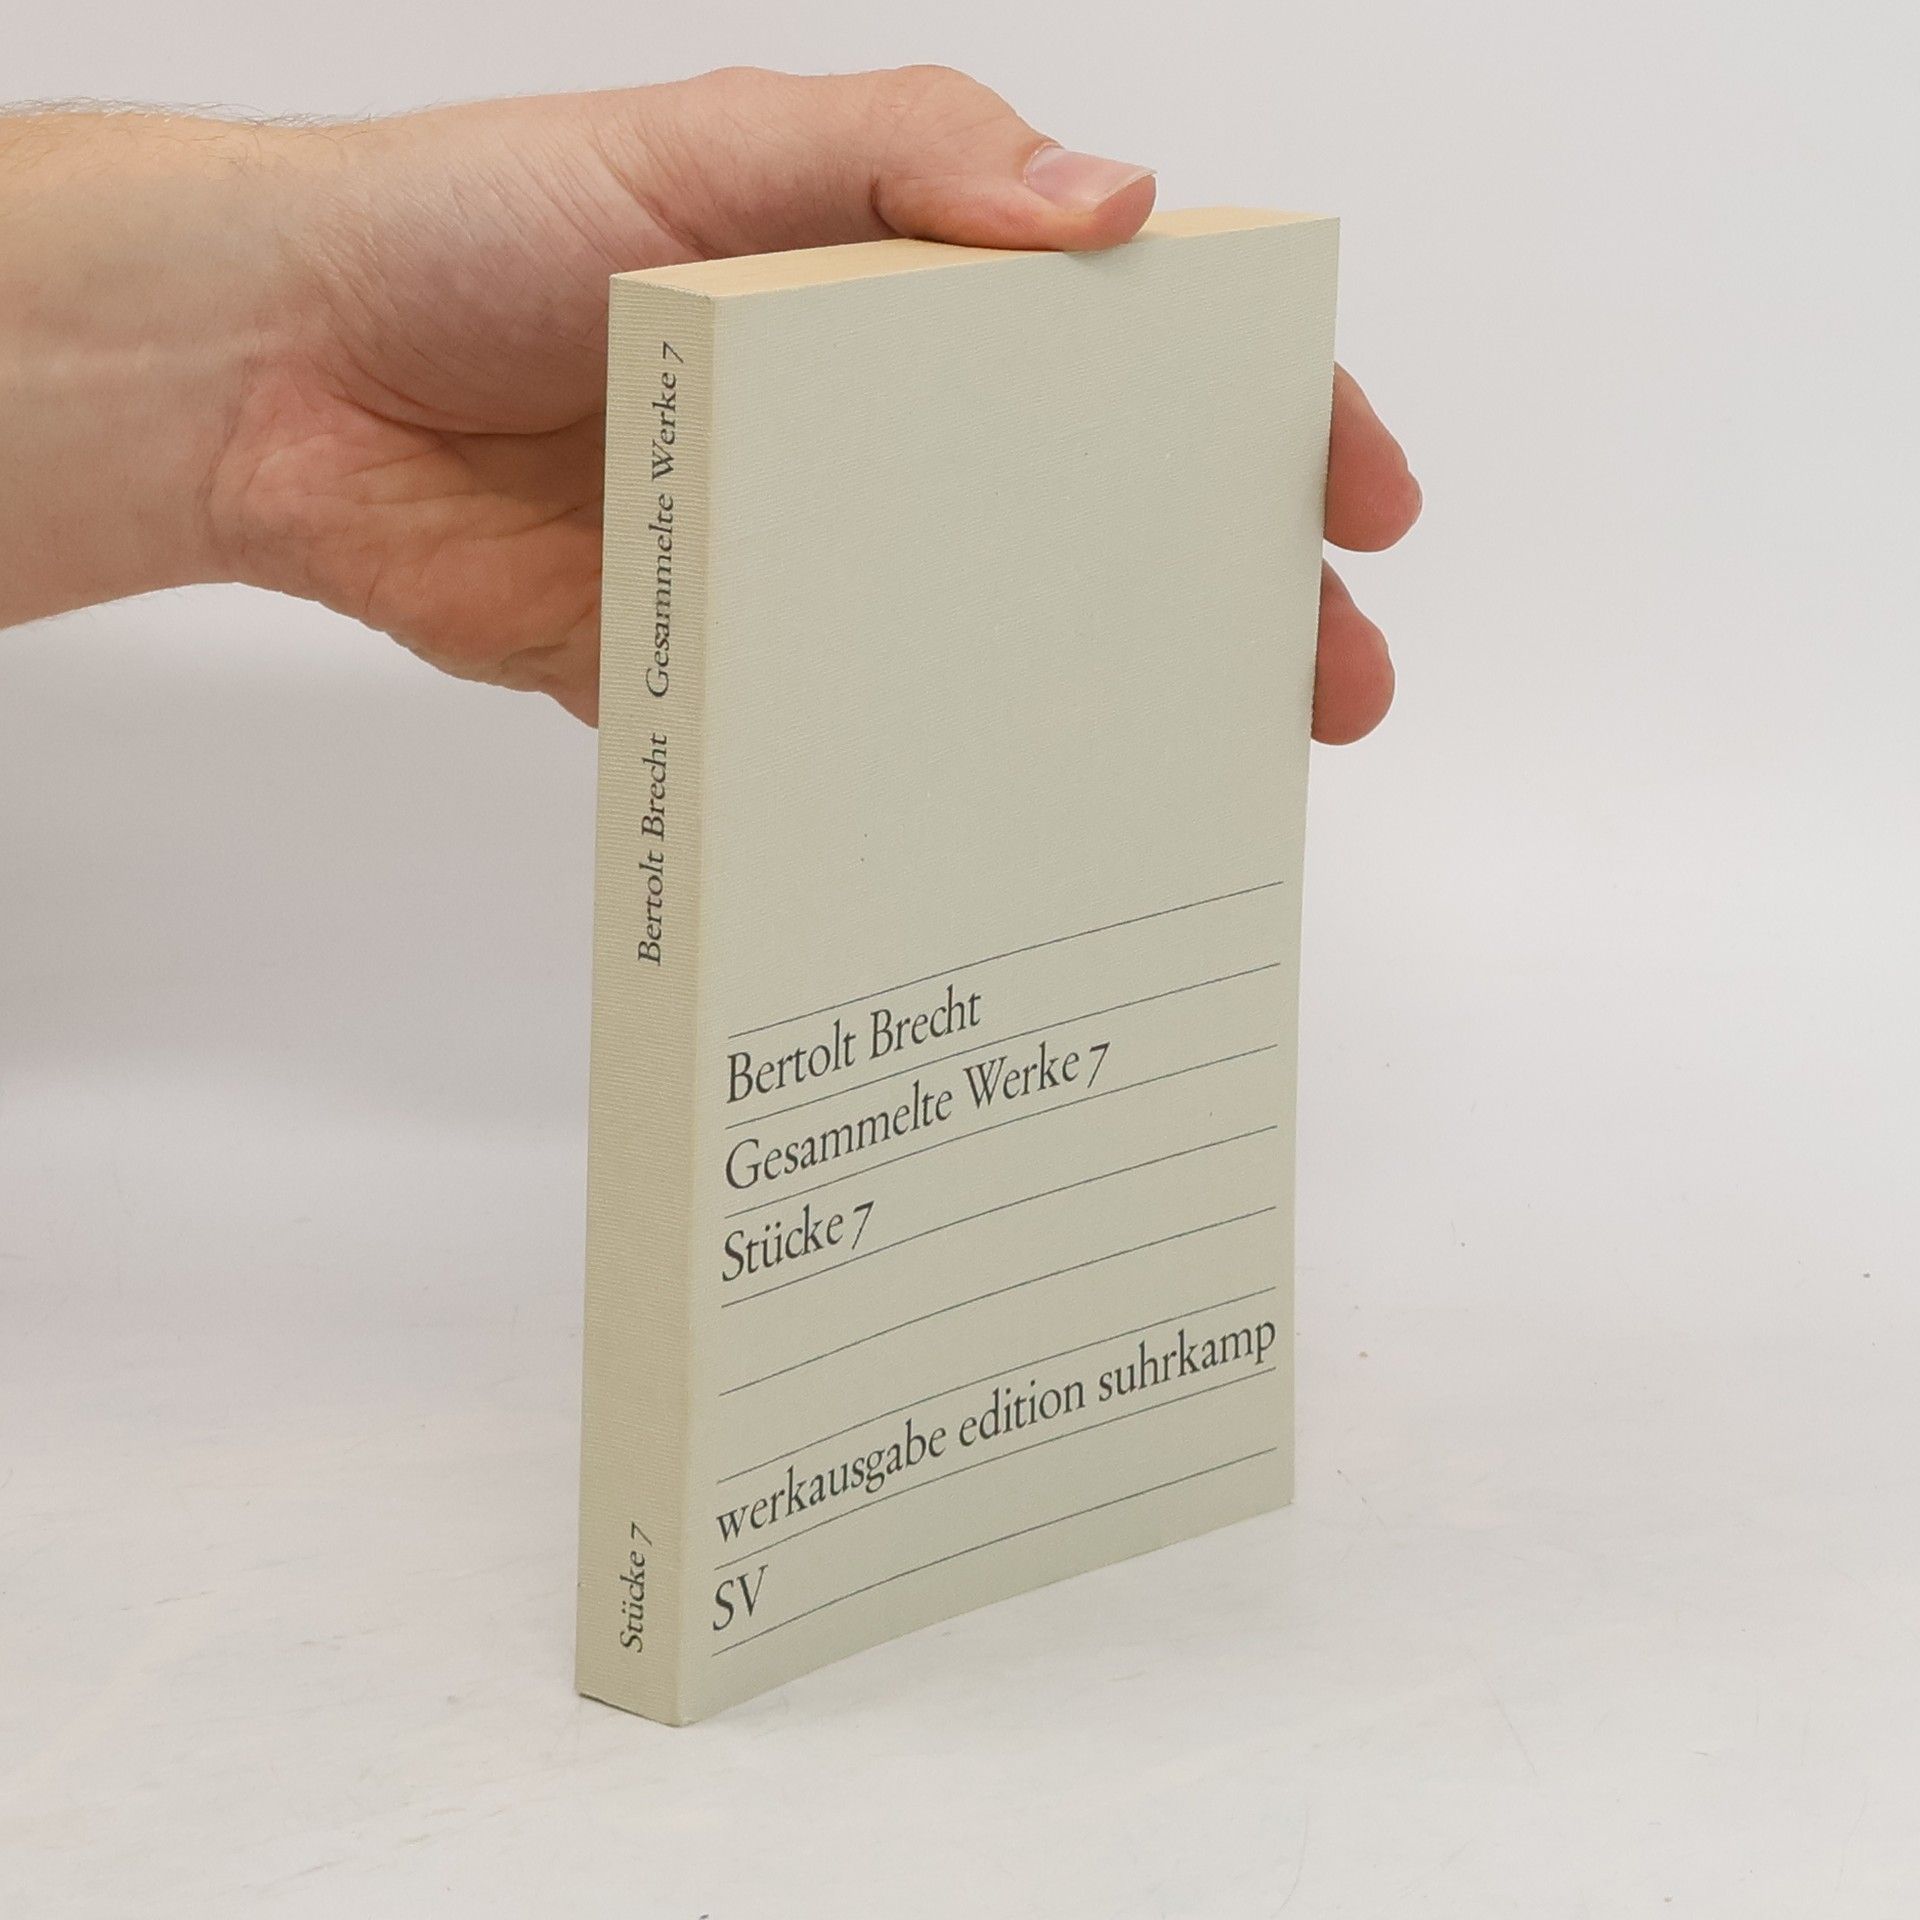 Bertolt Brecht Gesammelte Werke 7
Stücke 7
Bertolt Brecht
Gesammelte Werke 7
Stücke 7
werkausgabe edition suhrkamp
SV